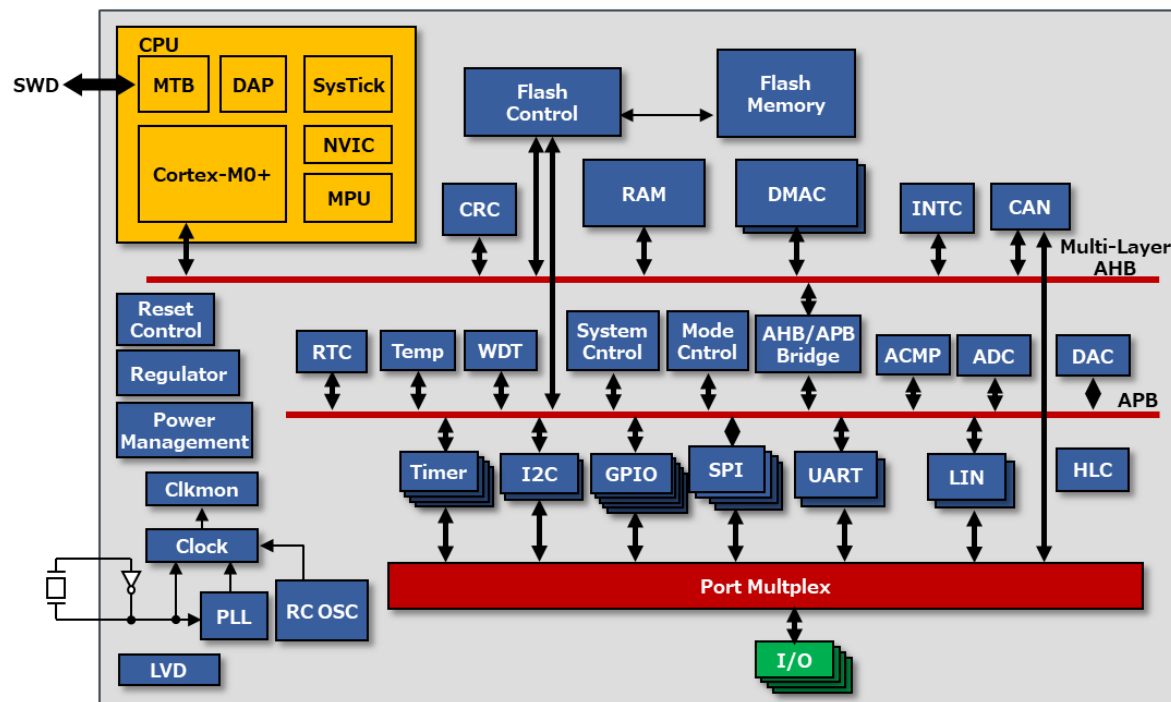 CPU
SWD
MTB
DAP
SysTick
Cortex-M0+
NVIC
MPU
Flash
Control
Flash
Memory
CRC
RAM
DMAC
INTC
CAN
Multi-Layer
AHB
Reset
Control
Regulator
Power
Management
RTC
Temp
WDT
System
Cntrol
Mode
Cntrol
AHB/APB
Bridge
ACMP
ADC
DAC
APB
Timer
I2C
GPIO
SPI
UART
LIN
HLC
Clkmon
Clock
PLL
RC OSC
LVD
Port Multplex
I/O